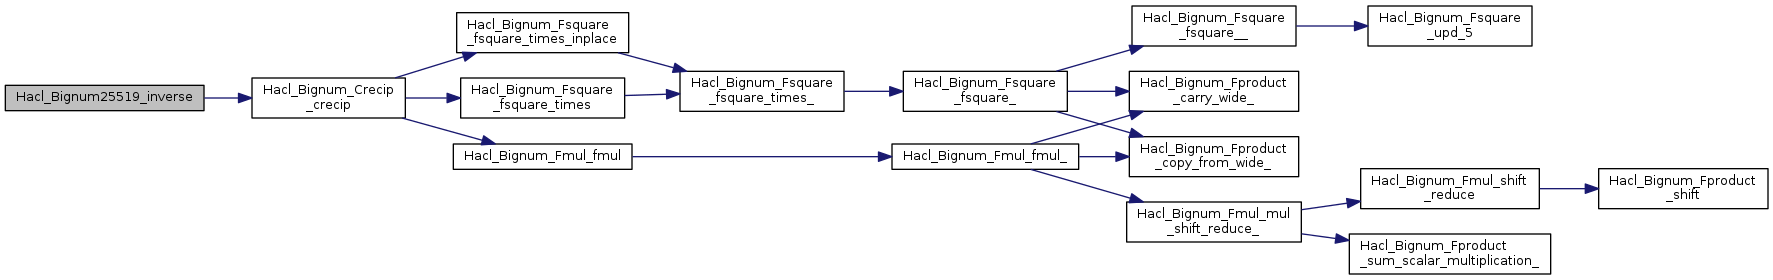 Hacl_Bignum25519_inverse
Hacl_Bignum_Crecip
_crecip
Hacl_Bignum_Fsquare
_fsquare_times_inplace
Hacl_Bignum_Fsquare
_fsquare_times
Hacl_Bignum_Fmul_fmul
Hacl_Bignum_Fsquare
_fsquare_times_
Hacl_Bignum_Fsquare
_fsquare_
Hacl_Bignum_Fmul_fmul_
Hacl_Bignum_Fsquare
_fsquare__
Hacl_Bignum_Fproduct
_carry_wide_
Hacl_Bignum_Fproduct
_copy_from_wide_
Hacl_Bignum_Fmul_mul
_shift_reduce_
Hacl_Bignum_Fsquare
_upd_5
Hacl_Bignum_Fmul_shift
_reduce
Hacl_Bignum_Fproduct
_sum_scalar_multiplication_
Hacl_Bignum_Fproduct
_shift